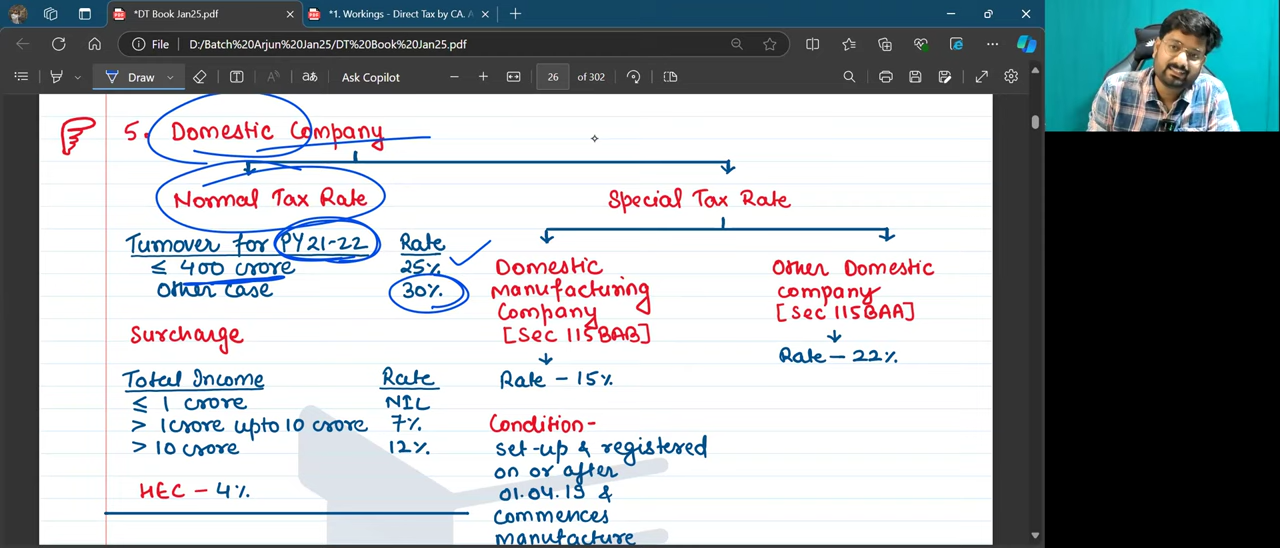 *DT Book Jan25.pdf
*1. Workings - Direct Tax by CA. A
File
D:/Batch%20Arjun%20Jan25/DT%20Book%20Jan25.pdf
Draw
aあ
Ask Copilot
26 of 302
5. Domestic Company
Normal Tax Rate
Special Tax Rate
Turnover for PY21-22 Rate
≤ 400 crore 25%
Other case 30%
Surcharge
Total Income Rate
≤ 1 crore NIL
> 1crore upto 10 crore 7%
> 10 crore 12%
HEC - 4%
Domestic
manufacturing
Company
[Sec 115BAB]
Rate - 15%
Condition-
set-up & registered
on or after
01.04.19 &
commences
manufacture
Other Domestic
company
[Sec 115BAA]
Rate - 22%